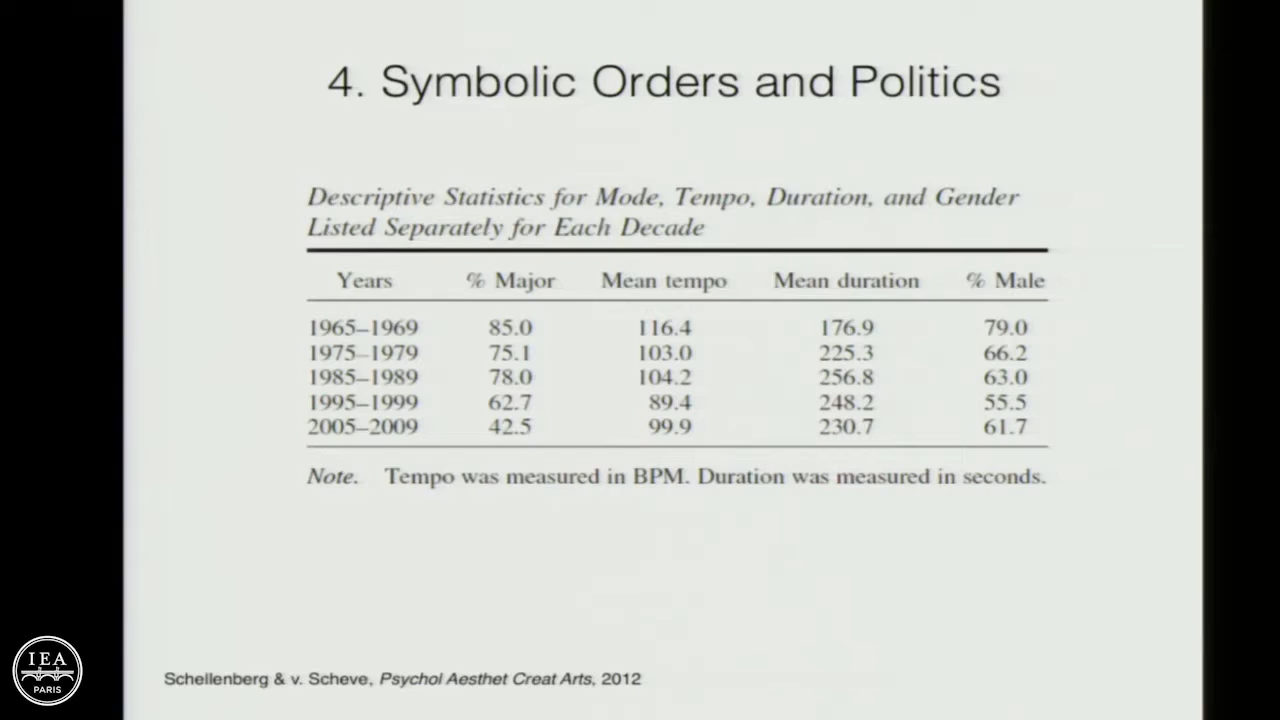 4. Symbolic Orders and Politics
Descriptive Statistics for Mode, Tempo, Duration, and Gender
Listed Separately for Each Decade
Years % Major Mean tempo Mean duration % Male
1965–1969 85.0 116.4 176.9 79.0
1975–1979 75.1 103.0 225.3 66.2
1985–1989 78.0 104.2 256.8 63.0
1995–1999 62.7 89.4 248.2 55.5
2005–2009 42.5 99.9 230.7 61.7
Note. Tempo was measured in BPM. Duration was measured in seconds.
Schellenberg & v. Scheve, Psychol Aesthet Creat Arts, 2012
IEA
PARIS